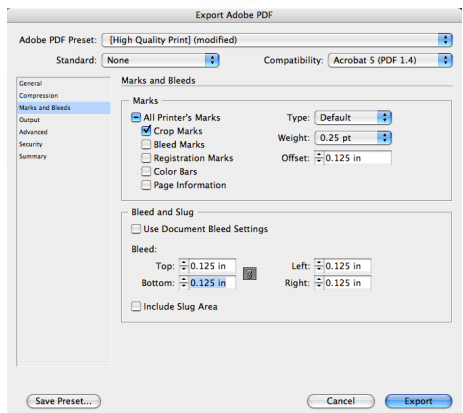 Export Adobe PDF
Adobe PDF Preset: [High Quality Print] (modified)
Standard: None Compatibility: Acrobat 5 (PDF 1.4)
General
Compression
Marks and Bleeds
Output
Advanced
Security
Summary
Marks and Bleeds
Marks
All Printer's Marks
Crop Marks
Bleed Marks
Registration Marks
Color Bars
Page Information
Type: Default
Weight: 0.25 pt
Offset: 0.125 in
Bleed and Slug
Use Document Bleed Settings
Bleed:
Top: 0.125 in Left: 0.125 in
Bottom: 0.125 in Right: 0.125 in
Include Slug Area
Save Preset... Cancel Export